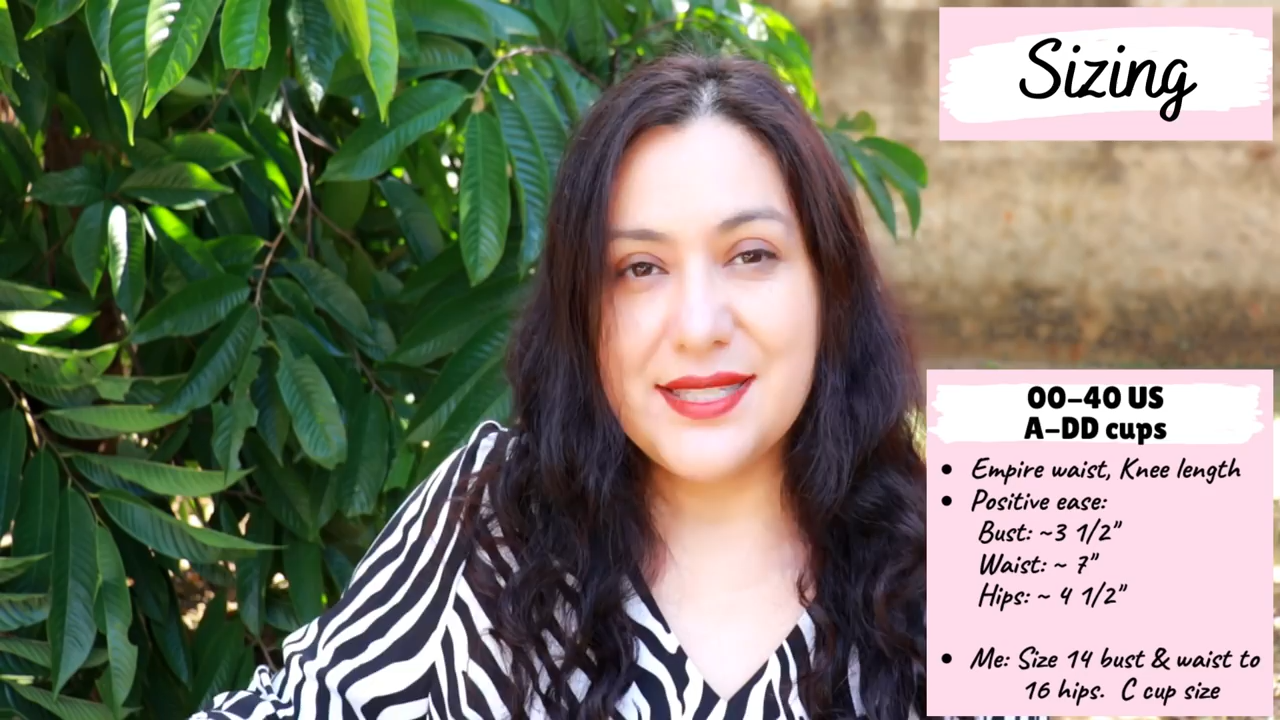 Sizing
00–40 US
A–DD cups
• Empire waist, Knee length
• Positive ease:
Bust: ~3 1/2"
Waist: ~ 7"
Hips: ~ 4 1/2"
• Me: Size 14 bust & waist to
16 hips. C cup size